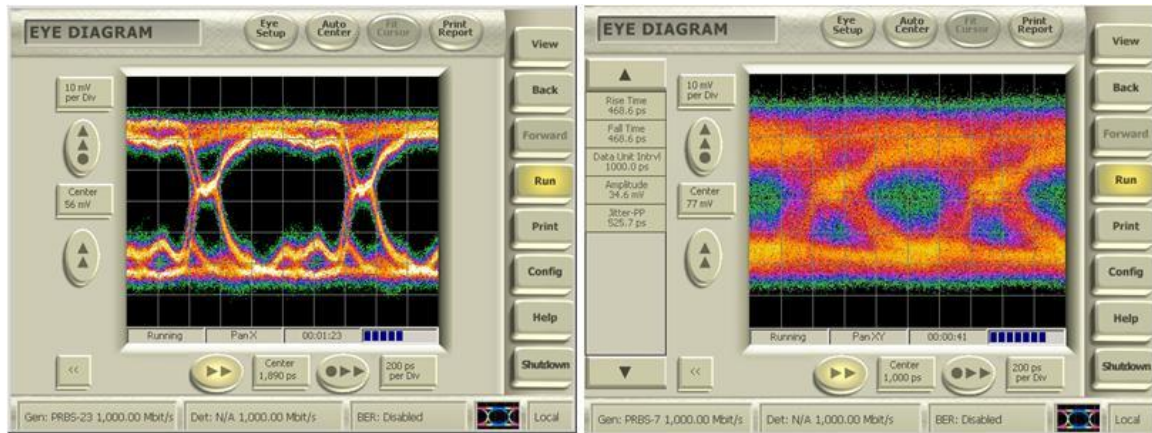 EYE DIAGRAM
Eye
Setup
Auto
Center
Fit
Cursor
Print
Report
View
10 mV
per Div
Back
Forward
Center
56 mV
Run
Print
Config
Help
Running
Pan X
00:01:23
<<
Center
1,890 ps
200 ps
per Div
Shutdown
Gen: PRBS-23 1,000.00 Mbit/s
Det: N/A 1,000.00 Mbit/s
BER: Disabled
Local
EYE DIAGRAM
Eye
Setup
Auto
Center
Fit
Cursor
Print
Report
View
Rise Time
468.6 ps
Fall Time
468.6 ps
Data Unit Intrvl
1000.0 ps
Amplitude
34.6 mV
Jitter-PP
525.7 ps
10 mV
per Div
Back
Forward
Center
77 mV
Run
Print
Config
Help
Running
Pan XY
00:00:41
<<
Center
1,000 ps
200 ps
per Div
Shutdown
Gen: PRBS-7 1,000.00 Mbit/s
Det: N/A 1,000.00 Mbit/s
BER: Disabled
Local